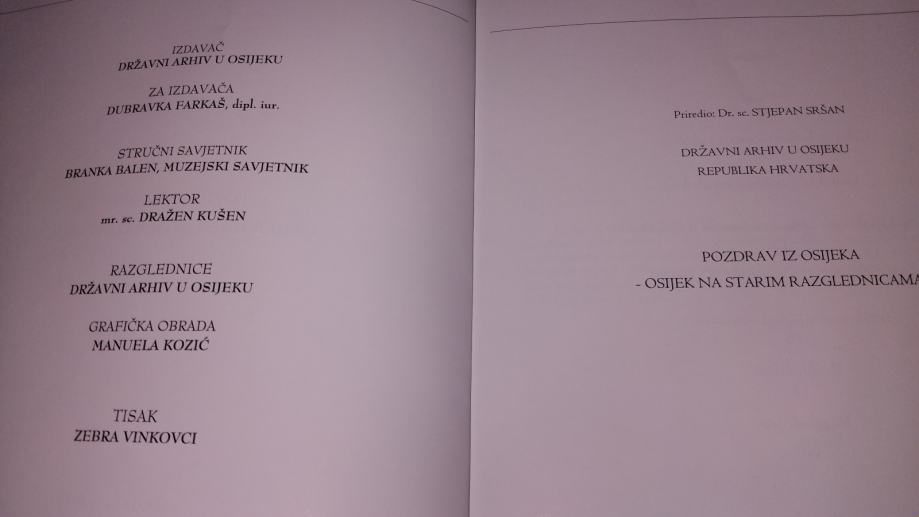 IZDAVAČ
DRŽAVNI ARHIV U OSIJEKU
ZA IZDAVAČA
DUBRAVKA FARKAŠ, dipl. iur.
STRUČNI SAVJETNIK
BRANKA BALEN, MUZEJSKI SAVJETNIK
LEKTOR
mr. sc. DRAŽEN KUŠEN
RAZGLEDNICE
DRŽAVNI ARHIV U OSIJEKU
GRAFIČKA OBRADA
MANUELA KOZIĆ
TISAK
ZEBRA VINKOVCI
Priredio: Dr. sc. STJEPAN SRŠAN
DRŽAVNI ARHIV U OSIJEKU
REPUBLIKA HRVATSKA
POZDRAV IZ OSIJEKA
- OSIJEK NA STARIM RAZGLEDNICAMA